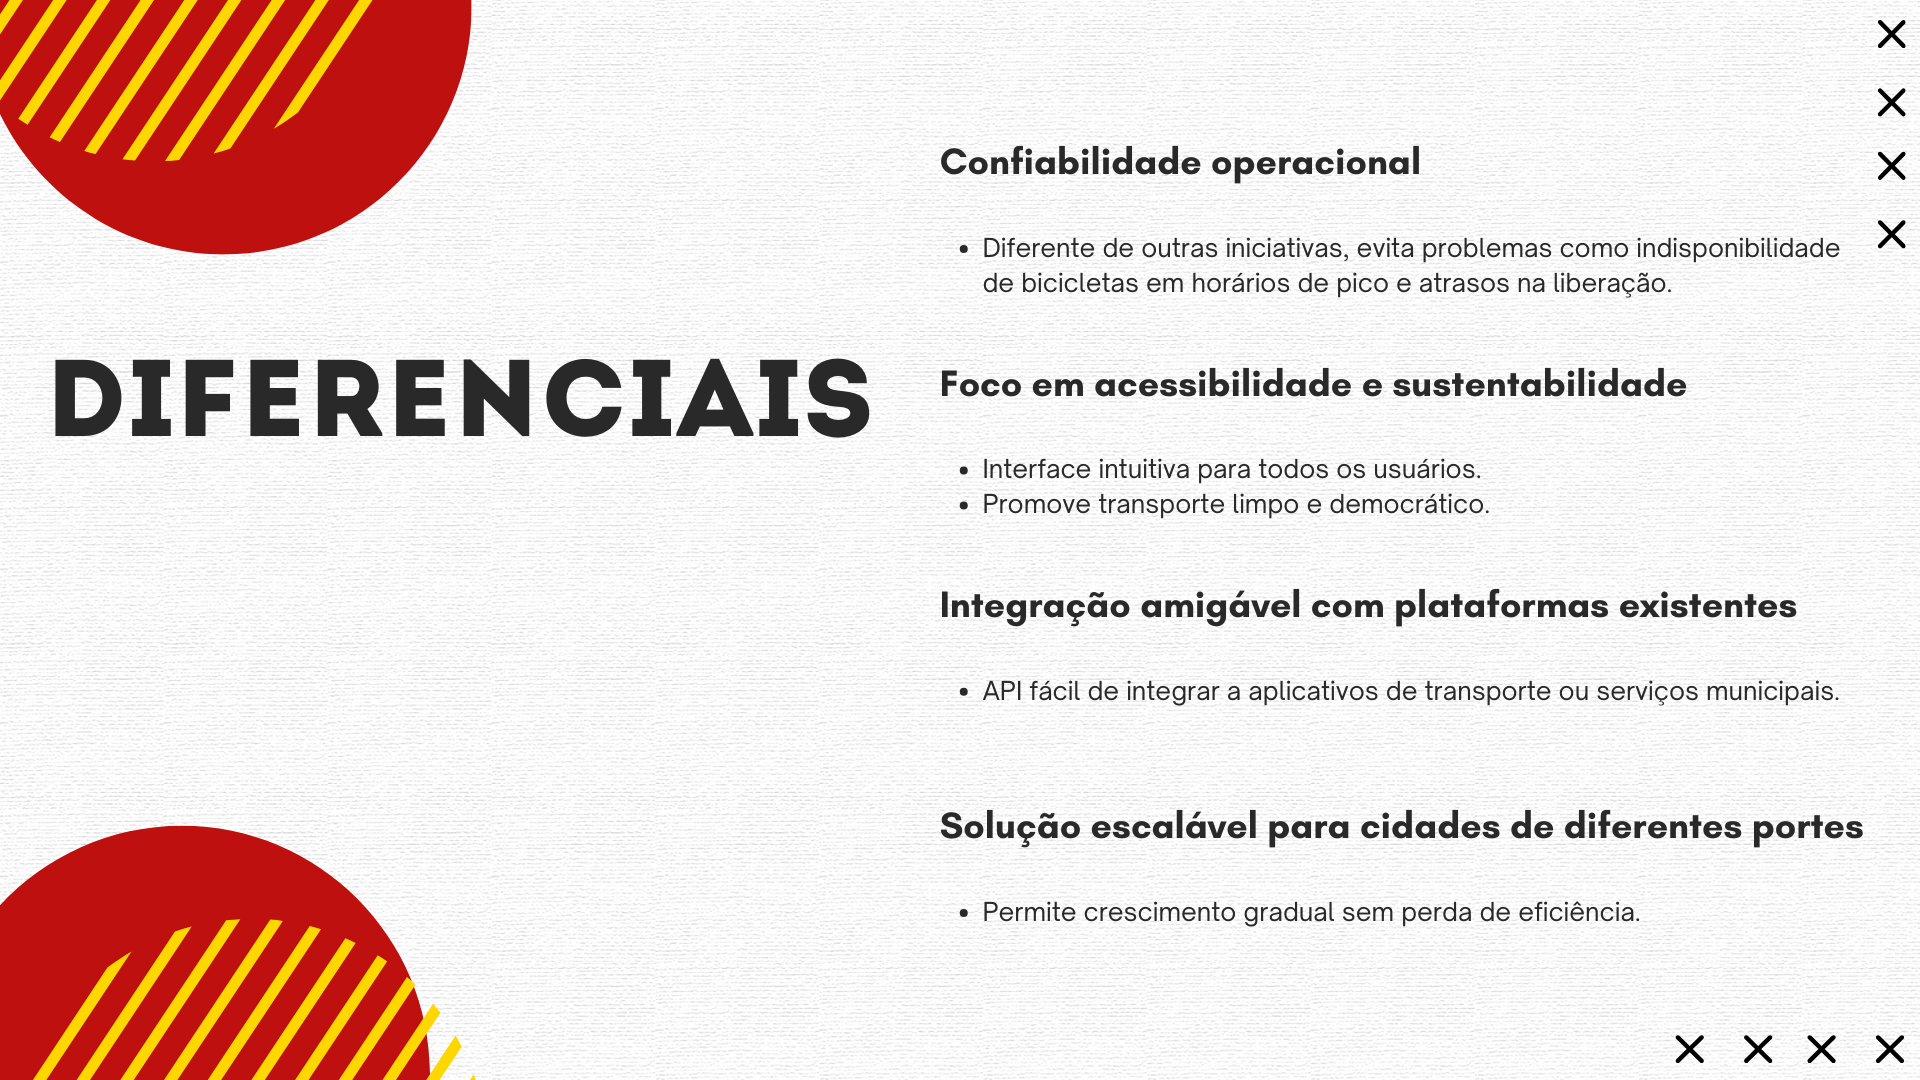 DIFERENCIAIS
Confiabilidade operacional
• Diferente de outras iniciativas, evita problemas como indisponibilidade
de bicicletas em horários de pico e atrasos na liberação.
Foco em acessibilidade e sustentabilidade
• Interface intuitiva para todos os usuários.
• Promove transporte limpo e democrático.
Integração amigável com plataformas existentes
• API fácil de integrar a aplicativos de transporte ou serviços municipais.
Solução escalável para cidades de diferentes portes
• Permite crescimento gradual sem perda de eficiência.